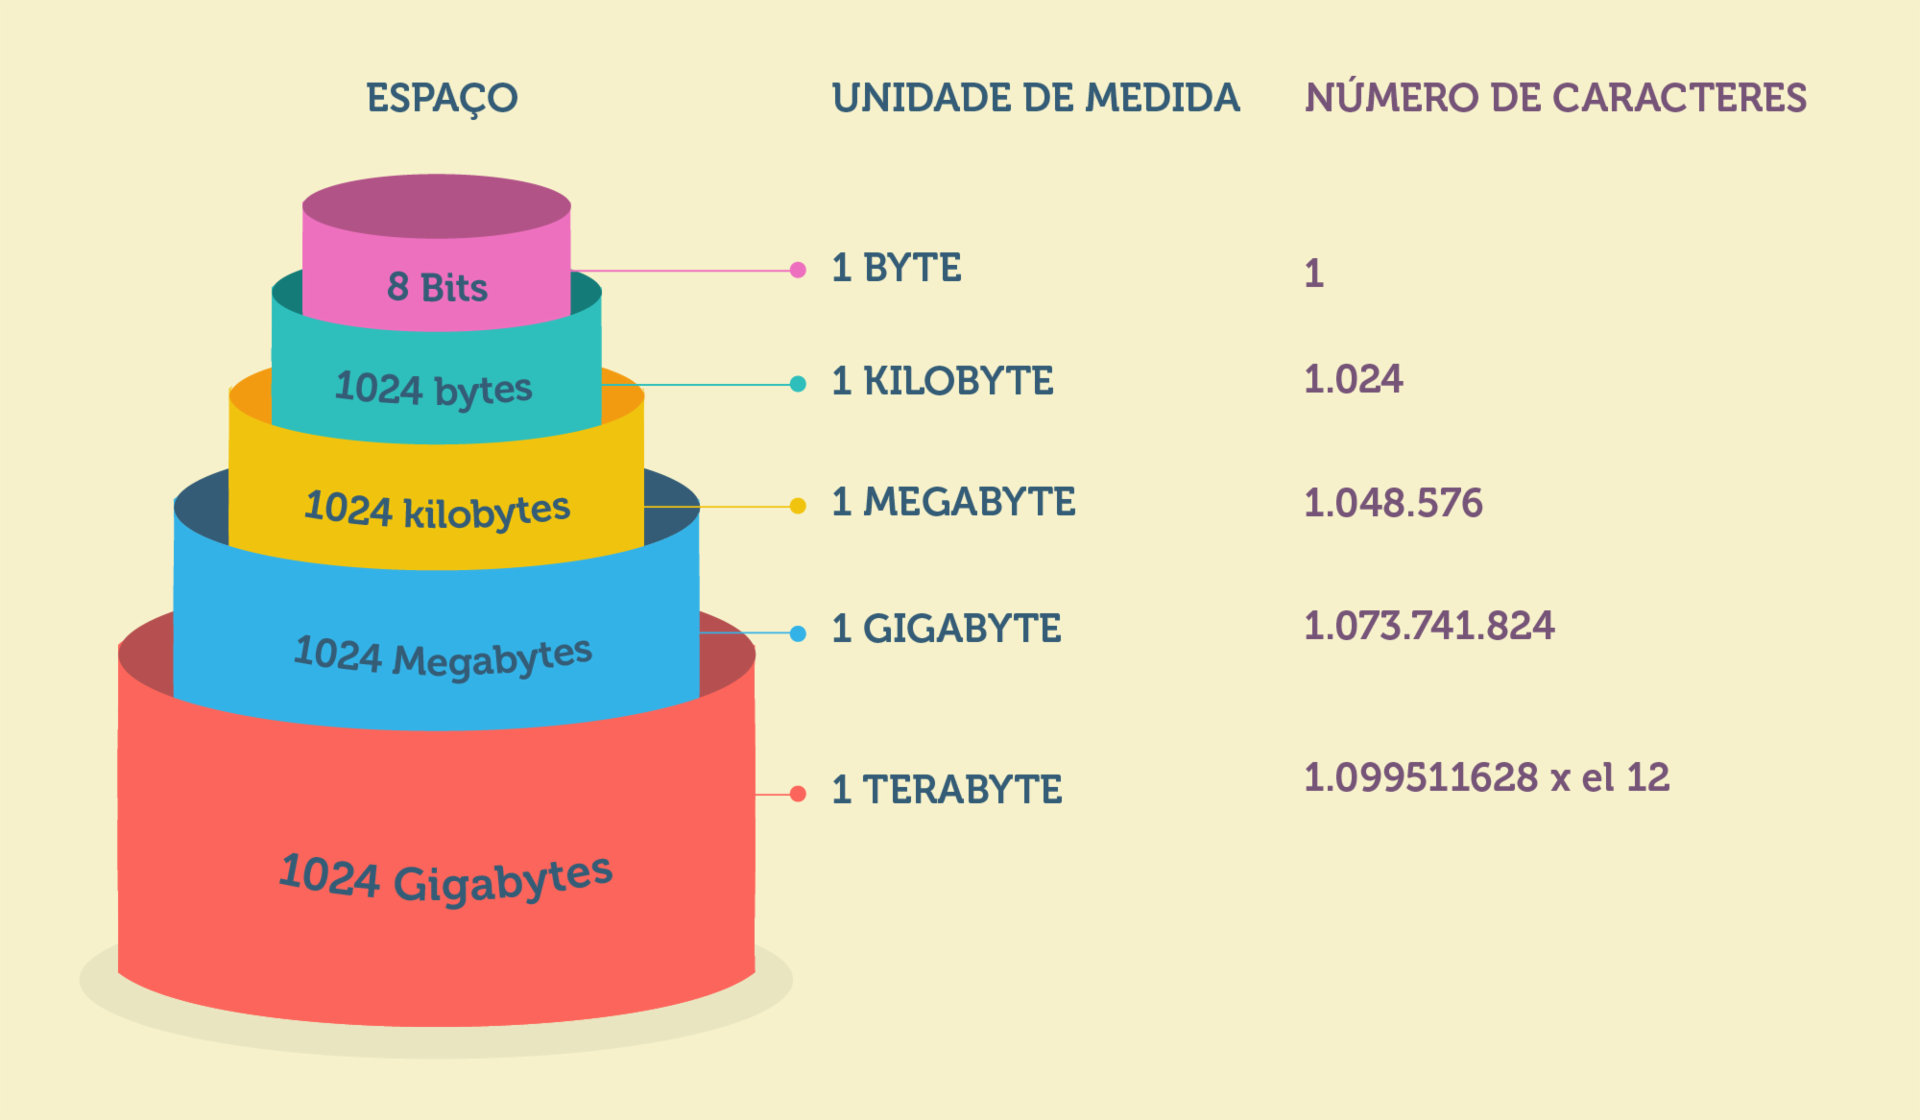 ESPAÇO UNIDADE DE MEDIDA NÚMERO DE CARACTERES
8 Bits 1 BYTE 1
1024 bytes 1 KILOBYTE 1.024
1024 kilobytes 1 MEGABYTE 1.048.576
1024 Megabytes 1 GIGABYTE 1.073.741.824
1024 Gigabytes 1 TERABYTE 1.099511628 x el 12